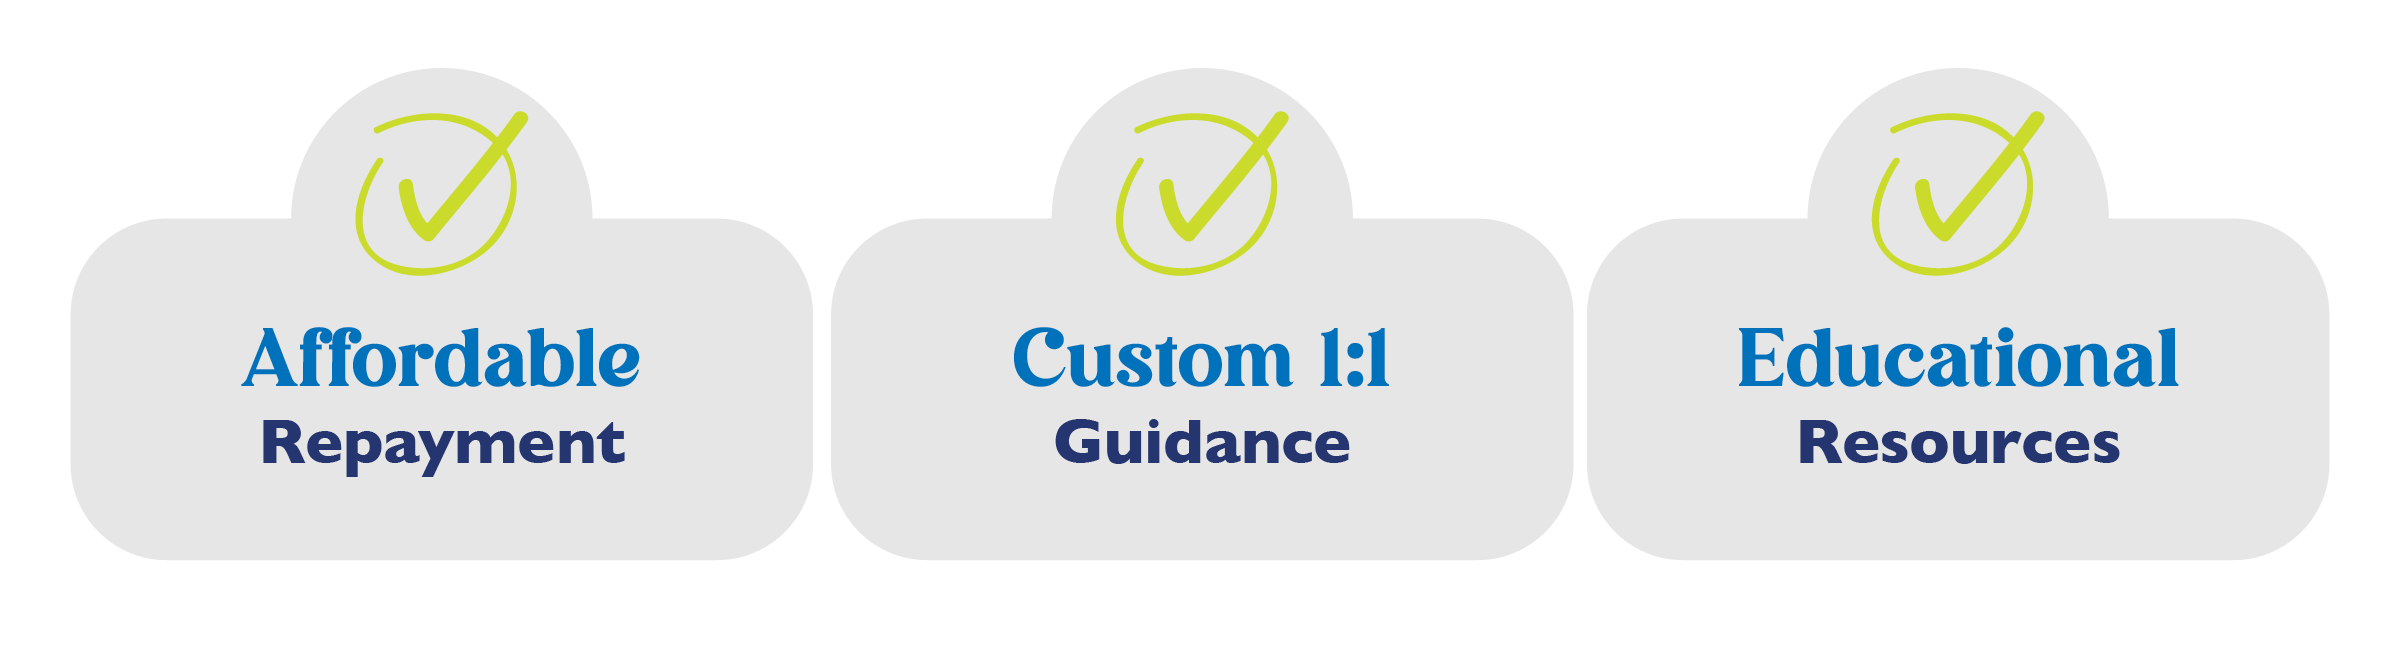 Affordable
Repayment
Custom 1:1
Guidance
Educational
Resources